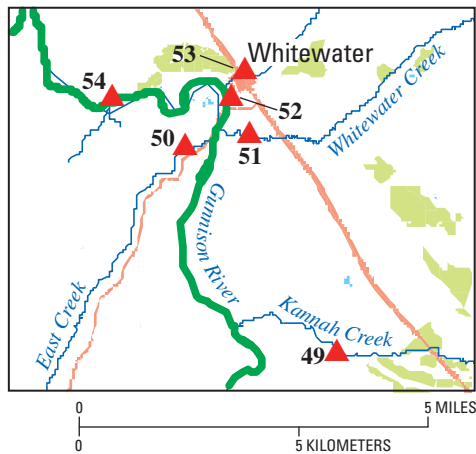 53
Whitewater
54
52
50
51
Whitewater Creek
Gunnison River
East Creek
Kannah Creek
49
0
5 MILES
0
5 KILOMETERS